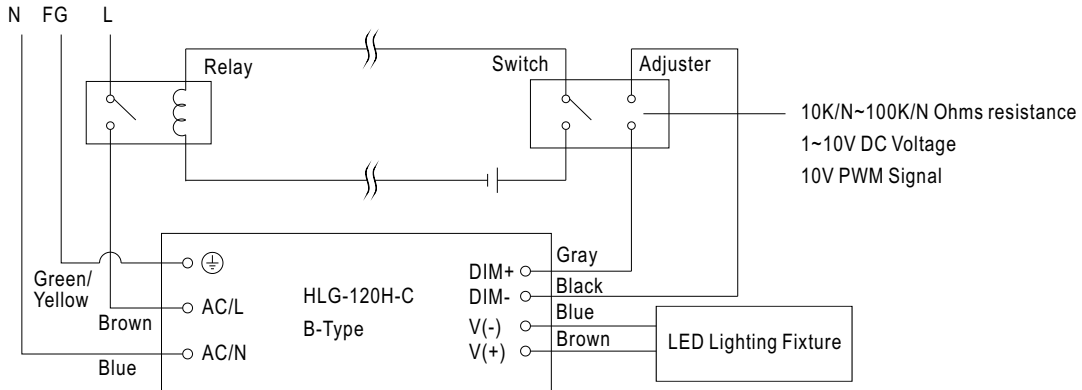 N FG L
Relay
Switch
Adjuster
10K/N~100K/N Ohms resistance
1~10V DC Voltage
10V PWM Signal
Green/
Yellow
Brown
Blue
AC/L
AC/N
HLG-120H-C
B-Type
DIM+
DIM-
V(-)
V(+)
Gray
Black
Blue
Brown
LED Lighting Fixture